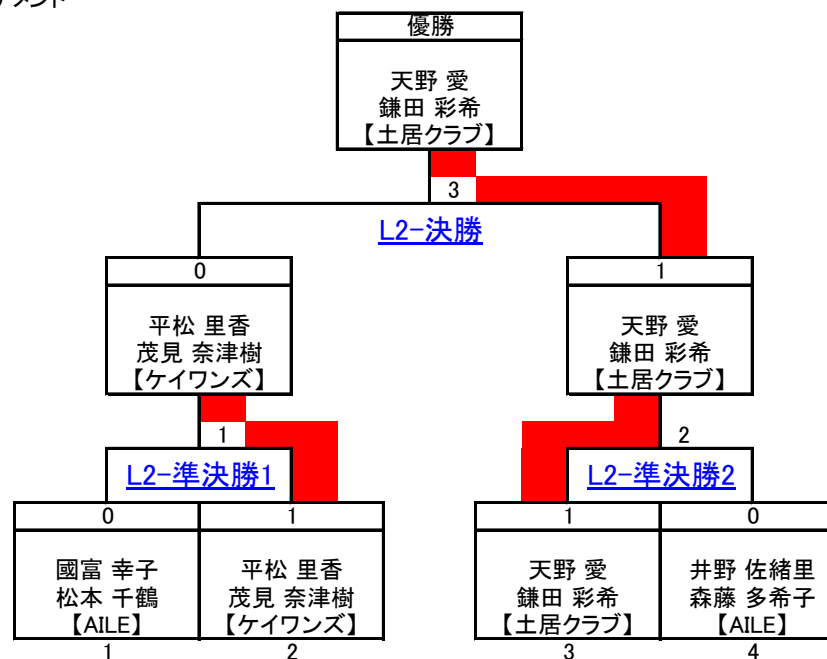 優勝
天野 愛
鎌田 彩希
【土居クラブ】
3
L2-決勝
0
1
平松 里香
茂見 奈津樹
【ケイワンズ】
天野 愛
鎌田 彩希
【土居クラブ】
1
2
L2-準決勝1
L2-準決勝2
0
1
1
0
國富 幸子
松本 千鶴
【AILE】
平松 里香
茂見 奈津樹
【ケイワンズ】
天野 愛
鎌田 彩希
【土居クラブ】
井野 佐緒里
森藤 多希子
【AILE】
1
2
3
4